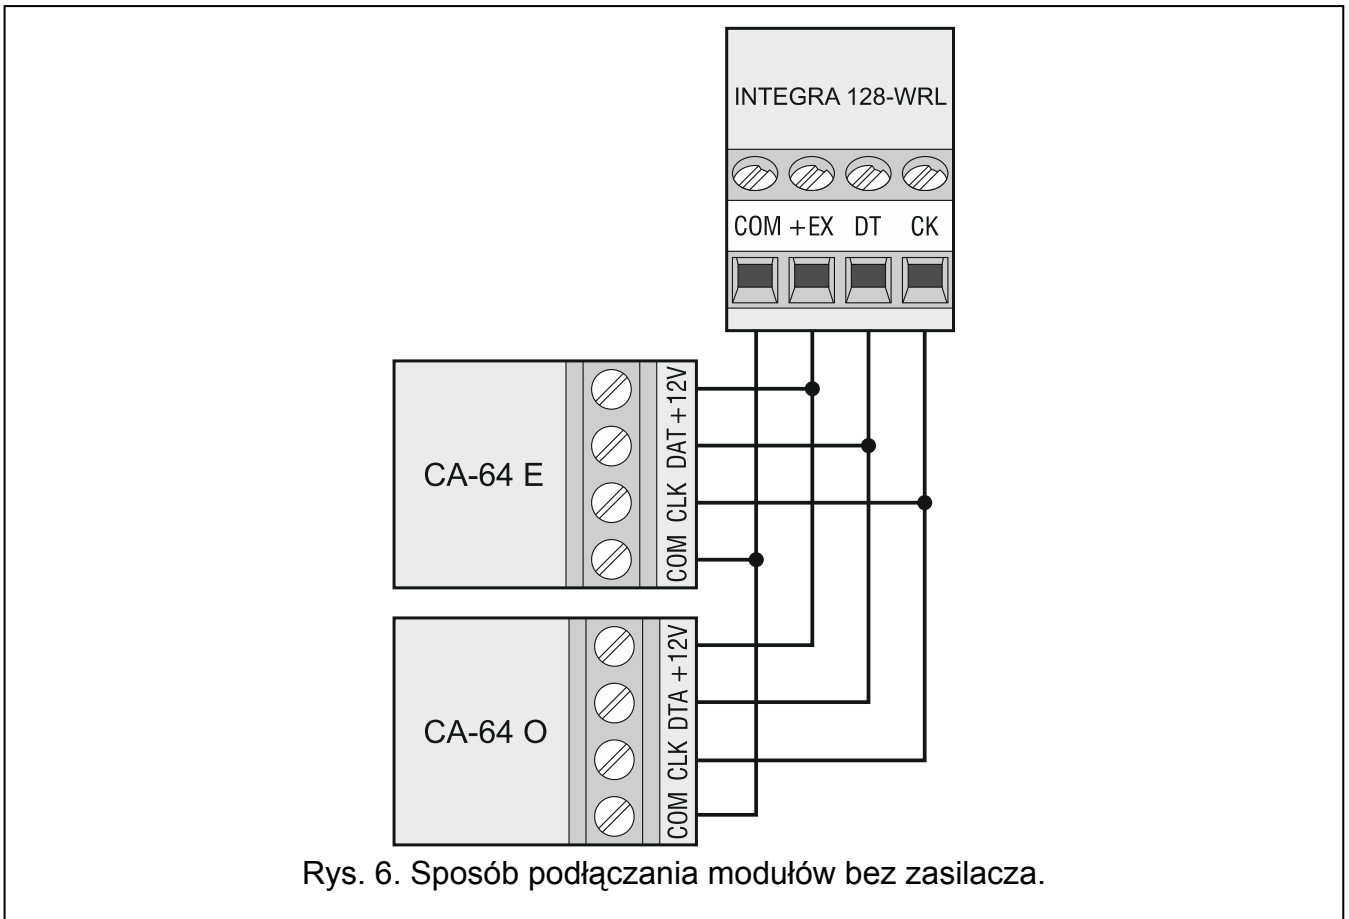 INTEGRA 128-WRL
COM +EX DT CK
CA-64 E
+12V
DAT
CLK
COM
CA-64 O
+12V
DTA
CLK
COM
Rys. 6. Sposób podłączania modułów bez zasilacza.